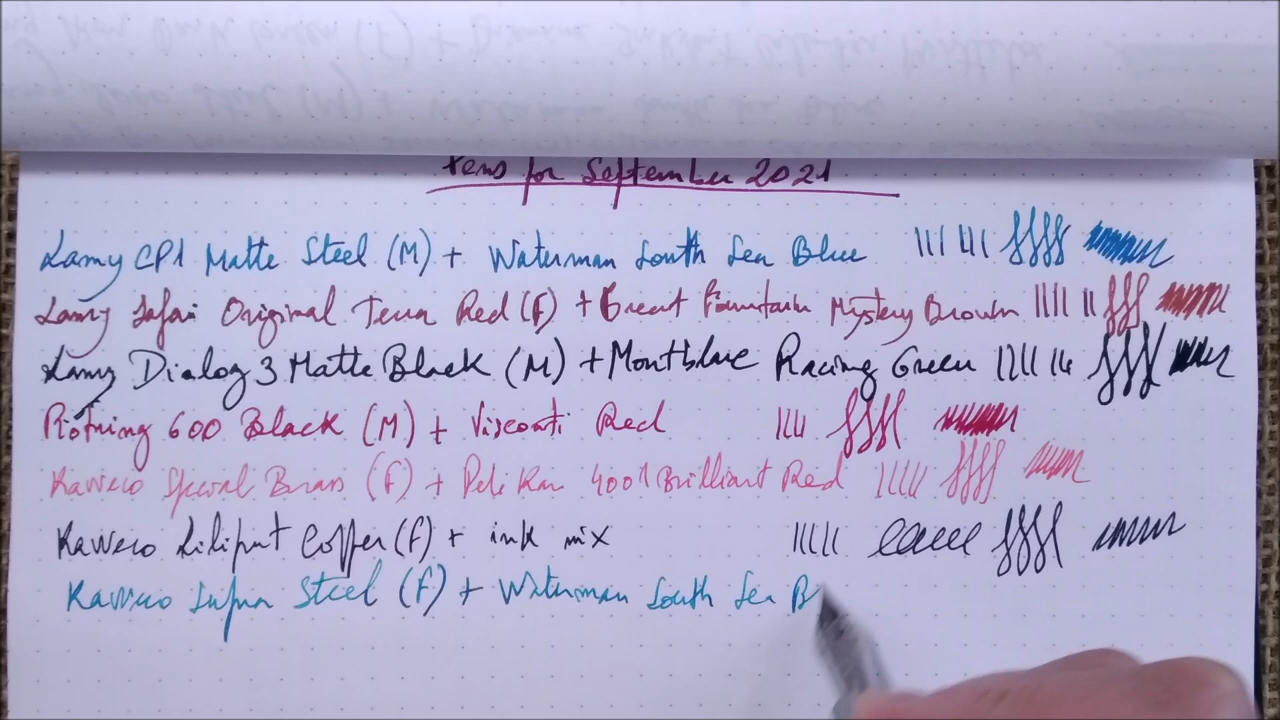 Pens for September 2021
Lamy CP1 Matte Steel (M) + Waterman South Sea Blue
Lamy Safari Original Terra Red (F) + Great Fountain Mystery Brown
Lamy Dialog 3 Matte Black (M) + Montblanc Racing Green
Rotring 600 Black (M) + Visconti Red
Kaweco Special Brass (F) + Pelikan 4001 Brilliant Red
Kaweco Liliput Copper (F) + ink mix
Kaweco Supra Steel (F) + Waterman South Sea B